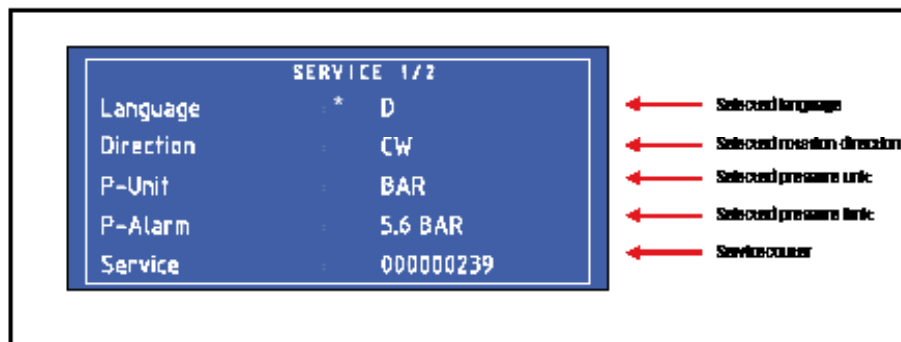 SERVICE 1/2
Language : * D
Direction : CW
P-Unit : BAR
P-Alarm : 5.6 BAR
Service : 000000239
Selected language
Selected rotation direction
Selected pressure unit
Selected pressure limit
Service counter